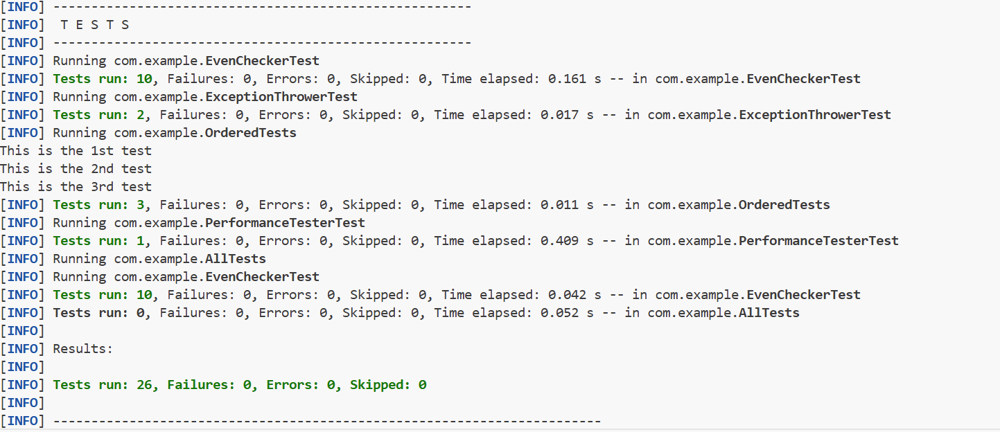 [INFO] -------------------------------------------------------
[INFO]  T E S T S
[INFO] -------------------------------------------------------
[INFO] Running com.example.EvenCheckerTest
[INFO] Tests run: 10, Failures: 0, Errors: 0, Skipped: 0, Time elapsed: 0.161 s -- in com.example.EvenCheckerTest
[INFO] Running com.example.ExceptionThrowerTest
[INFO] Tests run: 2, Failures: 0, Errors: 0, Skipped: 0, Time elapsed: 0.017 s -- in com.example.ExceptionThrowerTest
[INFO] Running com.example.OrderedTests
This is the 1st test
This is the 2nd test
This is the 3rd test
[INFO] Tests run: 3, Failures: 0, Errors: 0, Skipped: 0, Time elapsed: 0.011 s -- in com.example.OrderedTests
[INFO] Running com.example.PerformanceTesterTest
[INFO] Tests run: 1, Failures: 0, Errors: 0, Skipped: 0, Time elapsed: 0.409 s -- in com.example.PerformanceTesterTest
[INFO] Running com.example.AllTests
[INFO] Running com.example.EvenCheckerTest
[INFO] Tests run: 10, Failures: 0, Errors: 0, Skipped: 0, Time elapsed: 0.042 s -- in com.example.EvenCheckerTest
[INFO] Tests run: 0, Failures: 0, Errors: 0, Skipped: 0, Time elapsed: 0.052 s -- in com.example.AllTests
[INFO]
[INFO] Results:
[INFO]
[INFO] Tests run: 26, Failures: 0, Errors: 0, Skipped: 0
[INFO]
[INFO] ------------------------------------------------------------------------